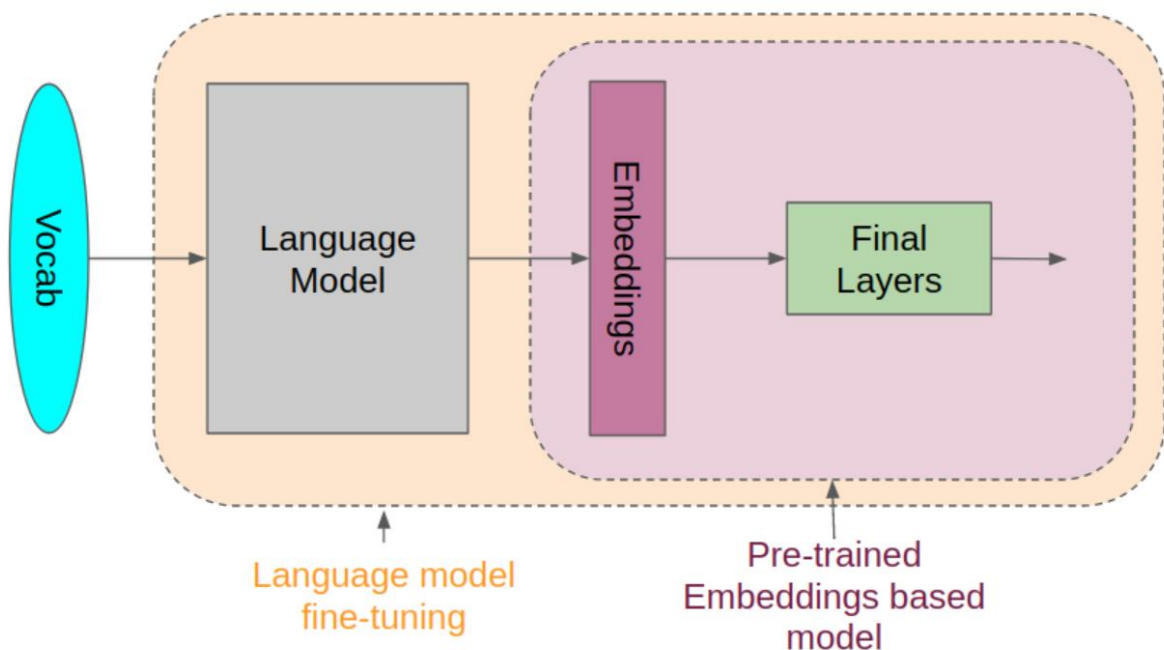 Vocab
Language
Model
Embeddings
Final
Layers
Language model
fine-tuning
Pre-trained
Embeddings based
model